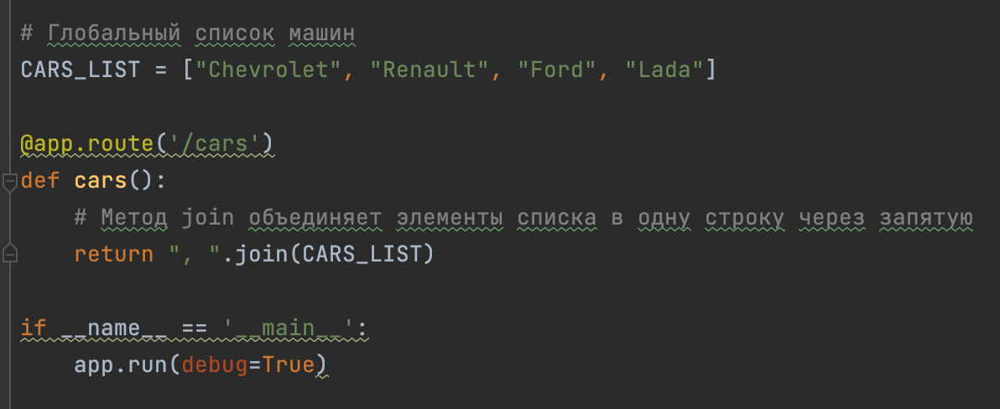 # Глобальный список машин
CARS_LIST = ["Chevrolet", "Renault", "Ford", "Lada"]
@app.route('/cars')
def cars():
    # Метод join объединяет элементы списка в одну строку через запятую
    return ", ".join(CARS_LIST)
if __name__ == '__main__':
    app.run(debug=True)